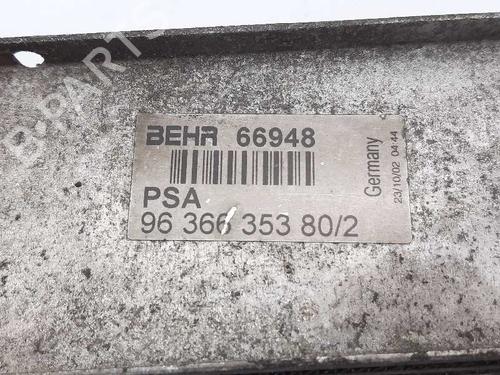 BEHR 66948
PSA
96 366 353 80/2
Germany
23/10/02 04:44
B-PARTS